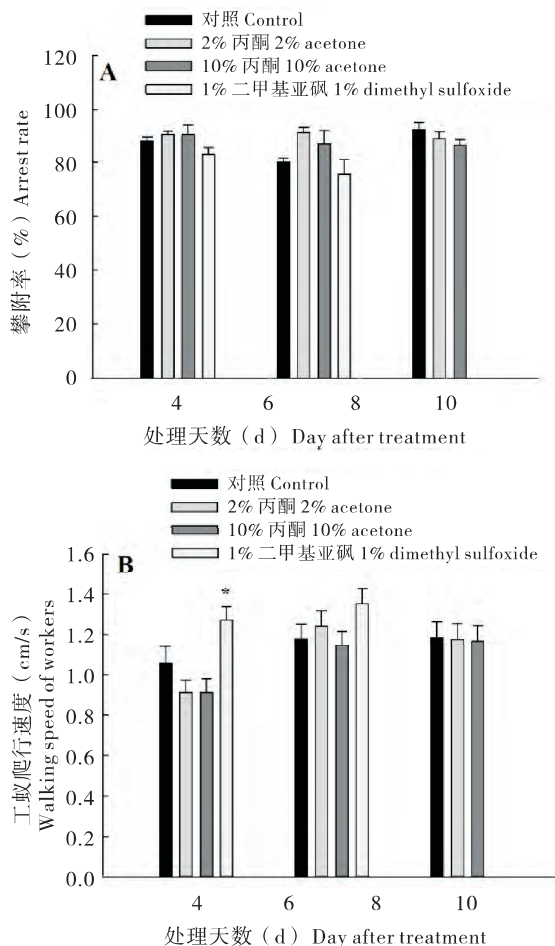 对照 Control
2% 丙酮 2% acetone
10% 丙酮 10% acetone
1% 二甲基亚砜 1% dimethyl sulfoxide
A
120
100
80
60
40
20
0
攀附率（%）Arrest rate
4 6 8 10
处理天数（d）Day after treatment
对照 Control
2% 丙酮 2% acetone
10% 丙酮 10% acetone
1% 二甲基亚砜 1% dimethyl sulfoxide
B
*
1.6
1.4
1.2
1.0
0.8
1.6
1.4
1.2
0.0
工蚁爬行速度（cm/s）
Walking speed of workers
4 6 8 10
处理天数（d）Day after treatment